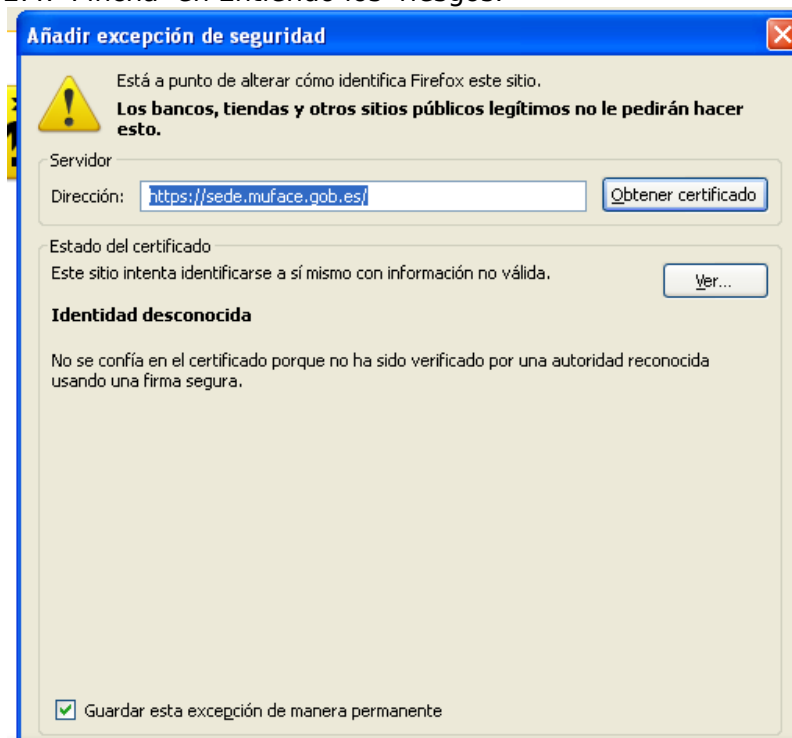 Añadir excepción de seguridad
Está a punto de alterar cómo identifica Firefox este sitio.
Los bancos, tiendas y otros sitios públicos legítimos no le pedirán hacer
esto.
Servidor
Dirección:
https://sede.muface.gob.es/
Obtener certificado
Estado del certificado
Este sitio intenta identificarse a sí mismo con información no válida.
Ver...
Identidad desconocida
No se confía en el certificado porque no ha sido verificado por una autoridad reconocida
usando una firma segura.
Guardar esta excepción de manera permanente